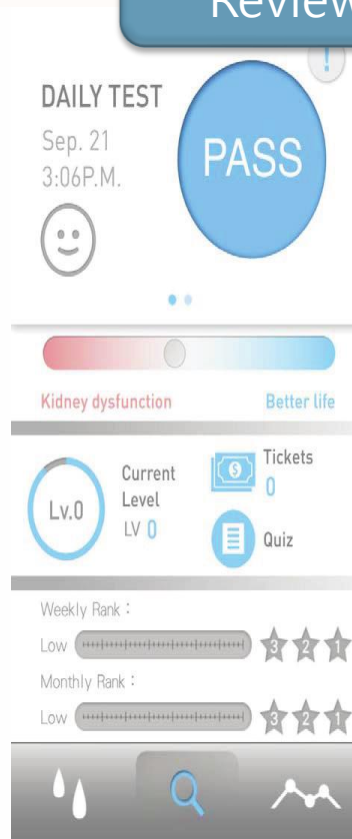 Review
!
DAILY TEST
Sep. 21
3:06P.M.
PASS
Kidney dysfunction
Better life
Lv.0
Current
Level
LV 0
$
Tickets
0
Quiz
Weekly Rank :
Low
3 2 1
Monthly Rank :
Low
3 2 1